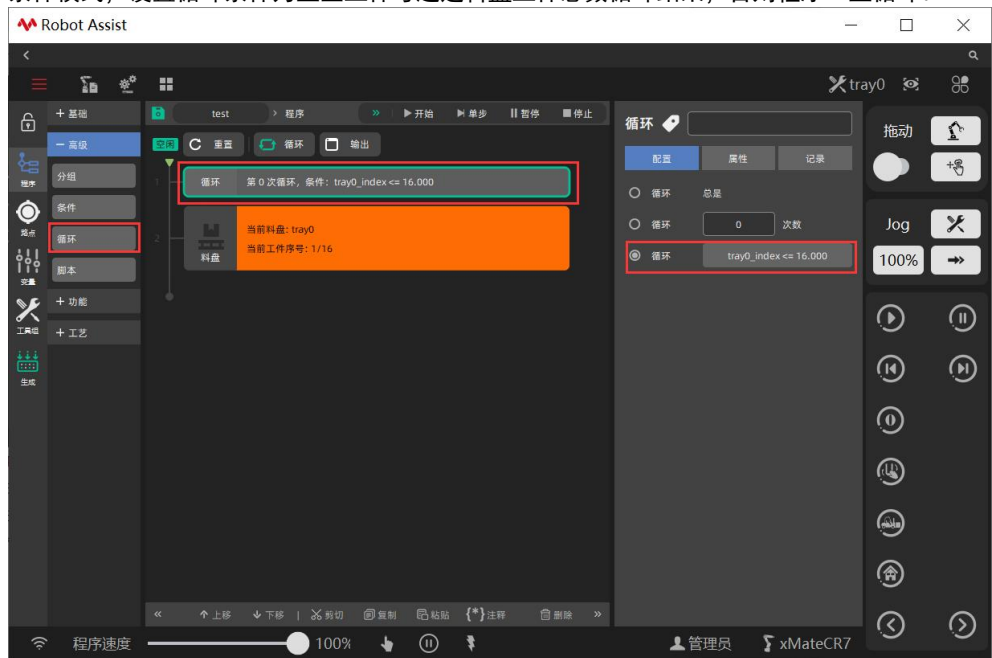 Robot Assist
tray0
基础
高级
分组
条件
循环
脚本
功能
工艺
程序
路点
变量
工具组
生成
test > 程序 » 开始 单步 暂停 停止
空闲 重置 循环 输出
1 循环 第 0 次循环, 条件: tray0_index <= 16.000
2 料盘 当前料盘: tray0
当前工件序号: 1/16
« 上移 下移 | 剪切 复制 粘贴 {*}注释 删除 »
循环
配置 属性 记录
循环 总是
循环 0 次数
循环 tray0_index <= 16.000
拖动
Jog
100%
程序速度 100% 管理员 xMateCR7